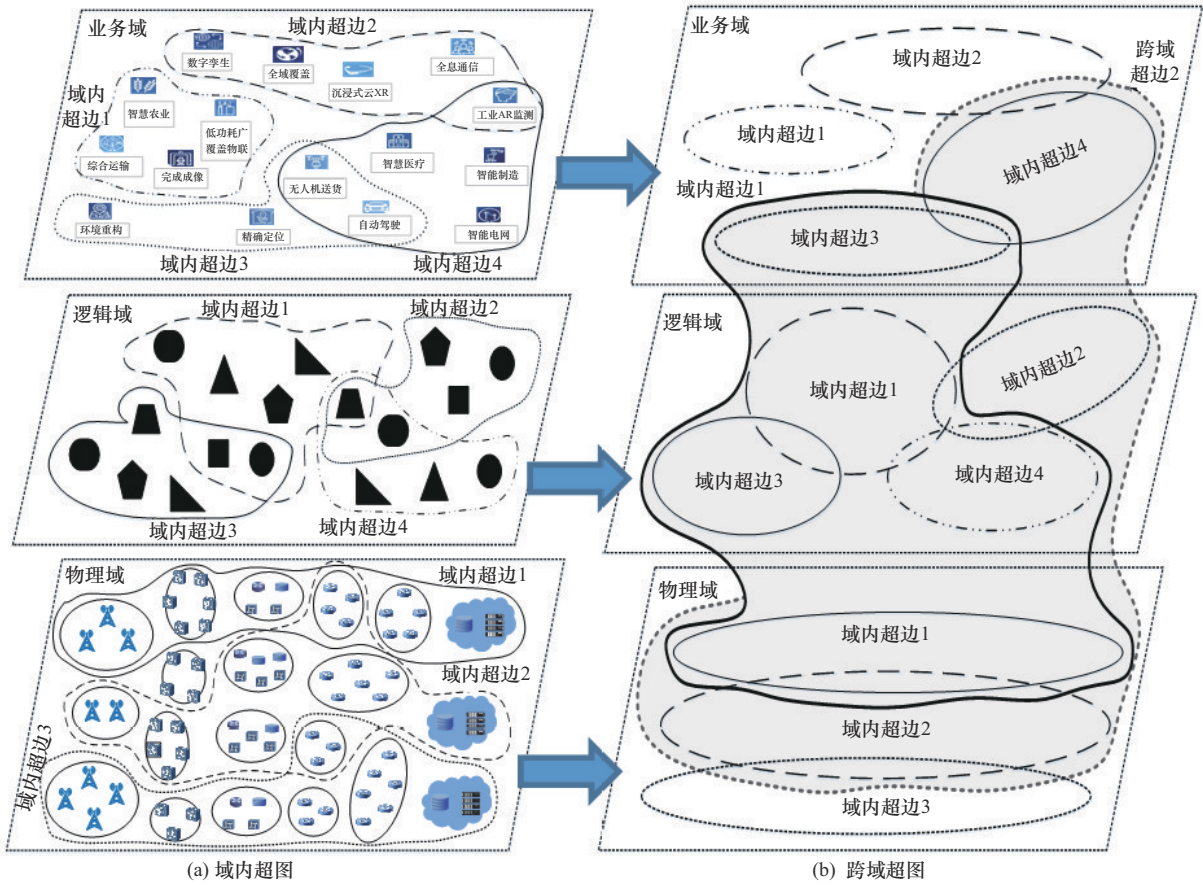 业务域
域内超边2
数字孪生
全域覆盖
沉浸式云XR
全息通信
工业AR监测
域内
超边1
智慧农业
低功耗广
覆盖物联
综合运输
完成成像
智慧医疗
智能制造
无人机送货
环境重构
精确定位
自动驾驶
智能电网
域内超边3
域内超边4
逻辑域
域内超边1
域内超边2
域内超边3
域内超边4
物理域
域内超边1
域内超边2
域内超边3
(a) 域内超图
业务域
域内超边2
跨域
超边2
域内超边1
域内超边4
域内超边1
域内超边3
逻辑域
域内超边2
域内超边1
域内超边3
域内超边4
物理域
域内超边1
域内超边2
域内超边3
(b) 跨域超图